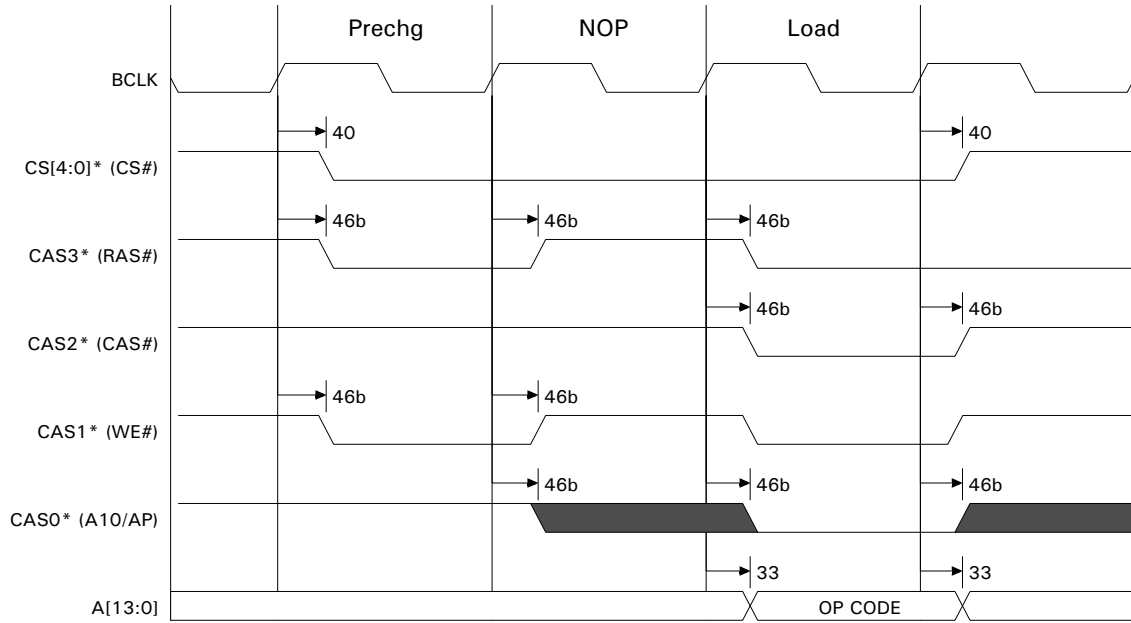 Prechg NOP Load
BCLK
40 40
CS[4:0]* (CS#)
46b 46b 46b
CAS3* (RAS#)
46b 46b
CAS2* (CAS#)
46b 46b
CAS1* (WE#)
46b 46b 46b
CAS0* (A10/AP)
33 33
A[13:0] OP CODE